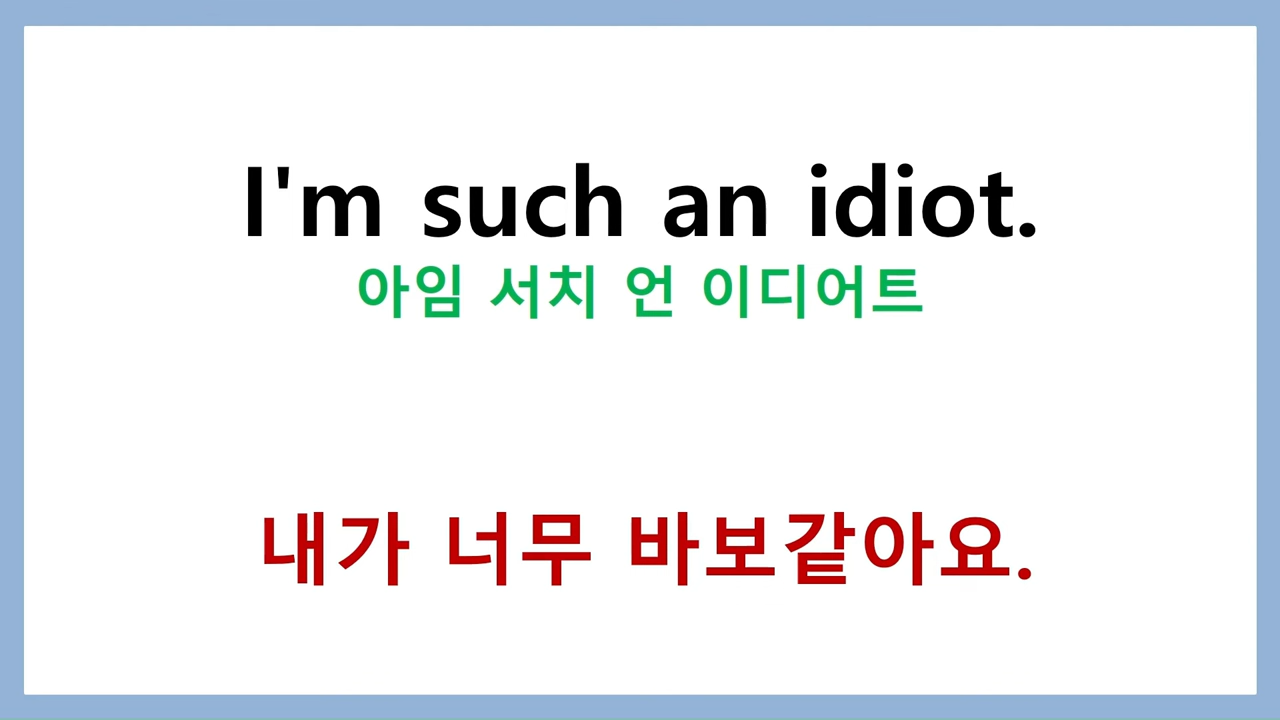 I'm such an idiot.
아임 서치 언 이디어트
내가 너무 바보같아요.